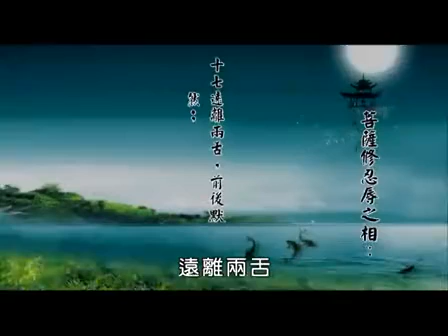 菩薩修忍辱之相：
十七遠離兩舌，前後默
然：
遠離兩舌